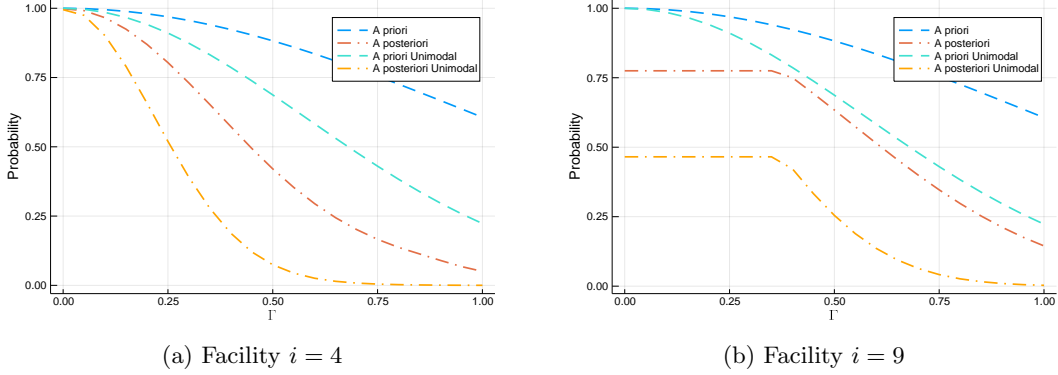 1.00
0.75
0.50
0.25
0.00
Probability
A priori
A posteriori
A priori Unimodal
A posteriori Unimodal
0.00 0.25 0.50 0.75 1.00
Γ
(a) Facility i = 4
1.00
0.75
0.50
0.25
0.00
Probability
A priori
A posteriori
A priori Unimodal
A posteriori Unimodal
0.00 0.25 0.50 0.75 1.00
Γ
(b) Facility i = 9